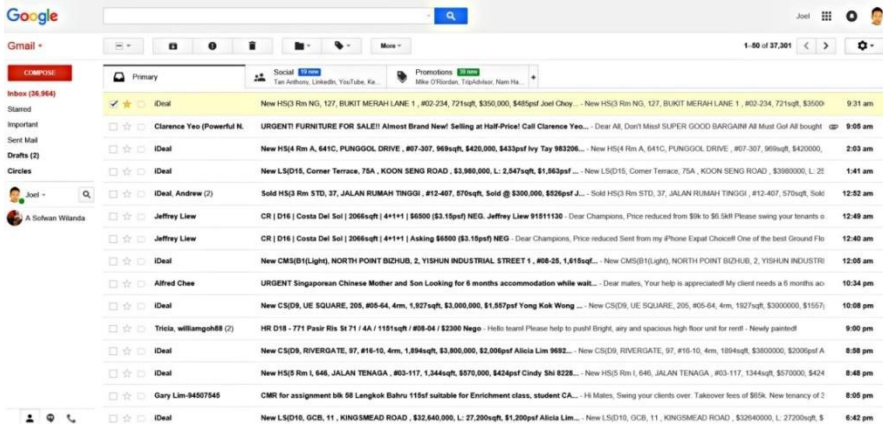 Google
Joel
Gmail
More
1–50 of 37,301
COMPOSE
Primary
Social 19 new
Tan Anthony, LinkedIn, YouTube, Ke...
Promotions
Mike O'Riordan, TripAdvisor, Nam Ha...
+
Inbox (36,964)
Starred
Important
Sent Mail
Drafts (2)
Circles
Joel
A Sofwan Wilanda
iDeal New HS(3 Rm NG, 127, BUKIT MERAH LANE 1 , #02-234, 721sqft, $350,000, $485psf Joel Choy... - New HS(3 Rm NG, 127, BUKIT MERAH LANE 1 , #02-234, 721sqft, $3500 9:31 am
Clarence Yeo (Powerful N. URGENT! FURNITURE FOR SALE!! Almost Brand New! Selling at Half-Price! Call Clarence Yeo... - Dear All, Don't Miss! SUPER GOOD BARGAIN! All Must Go! All bought 9:05 am
iDeal New HS(4 Rm A, 641C, PUNGGOL DRIVE , #07-307, 969sqft, $420,000, $433psf Ivy Tay 983206... - New HS(4 Rm A, 641C, PUNGGOL DRIVE , #07-307, 969sqft, $420000, 2:03 am
iDeal New LS(D15, Corner Terrace, 75A , KOON SENG ROAD , $3,980,000, L: 2,547sqft, $1,563psf ... - New LS(D15, Corner Terrace, 75A , KOON SENG ROAD , $3980000, L: 25 1:41 am
iDeal, Andrew (2) Sold HS(3 Rm STD, 37, JALAN RUMAH TINGGI , #12-407, 570sqft, Sold @ $300,000, $526psf J... - Sold HS(3 Rm STD, 37, JALAN RUMAH TINGGI , #12-407, 570sqft, Sold 12:52 am
Jeffrey Liew CR | D16 | Costa Del Sol | 2066sqft | 4+1+1 | $6500 ($3.15psf) NEG. Jeffrey Liew 91511130 - Dear Champions, Price reduced from $9k to $6.5k!! Please swing your tenants o 12:49 am
Jeffrey Liew CR | D16 | Costa Del Sol | 2066sqft | 4+1+1 | Asking $6500 ($3.15psf) NEG - Dear Champions, Price reduced Sent from my iPhone Expat Choice!! One of the best Ground Flo 12:40 am
iDeal New CMS(B1(Light), NORTH POINT BIZHUB, 2, YISHUN INDUSTRIAL STREET 1 , #08-25, 1,615sqf... - New CMS(B1(Light), NORTH POINT BIZHUB, 2, YISHUN INDUSTRI 12:05 am
Alfred Chee URGENT Singaporean Chinese Mother and Son Looking for 6 months accommodation while wait... - Dear mates, Your help is appreciated! My client needs a 6 months ac 10:34 pm
iDeal New CS(D9, UE SQUARE, 205, #05-64, 4rm, 1,927sqft, $3,000,000, $1,557psf Yong Kok Wong ... - New CS(D9, UE SQUARE, 205, #05-64, 4rm, 1927sqft, $3000000, $1557 10:08 pm
Tricia, williamgoh88 (2) HR D18 - 771 Pasir Ris St 71 / 4A / 1151sqft / #08-04 / $2300 Nego - Hello team! Please help to push! Bright, airy and spacious high floor unit for rent! - Newly painted! 9:00 pm
iDeal New CS(D9, RIVERGATE, 97, #16-10, 4rm, 1,894sqft, $3,800,000, $2,006psf Alicia Lim 9692... - New CS(D9, RIVERGATE, 97, #16-10, 4rm, 1894sqft, $3800000, $2006psf A 8:58 pm
iDeal New HS(5 Rm I, 646, JALAN TENAGA , #03-117, 1,344sqft, $570,000, $424psf Cindy Shi 8228... - New HS(5 Rm I, 646, JALAN TENAGA , #03-117, 1344sqft, $570000, $424 8:48 pm
Gary Lim-94507545 CMR for assignment blk 58 Lengkok Bahru 115sf suitible for Enrichment class, student CA... - Hi Mates, Swing your clients over. Takeover fees of $65k. New tenancy of 8:05 pm
iDeal New LS(D10, GCB, 11 , KINGSMEAD ROAD , $32,640,000, L: 27,200sqft, $1,200psf Alicia Lim... - New LS(D10, GCB, 11 , KINGSMEAD ROAD , $32640000, L: 27200sqft, $ 6:42 pm